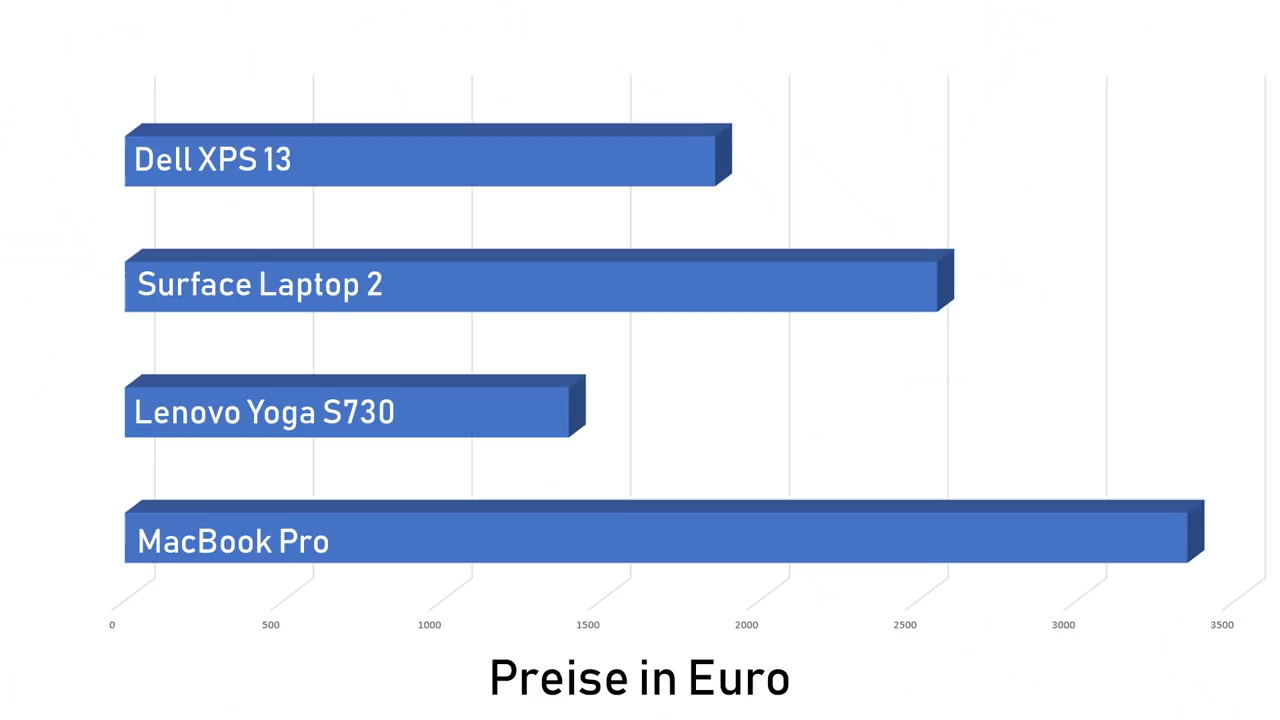 Dell XPS 13
Surface Laptop 2
Lenovo Yoga S730
MacBook Pro
0 500 1000 1500 2000 2500 3000 3500
Preise in Euro